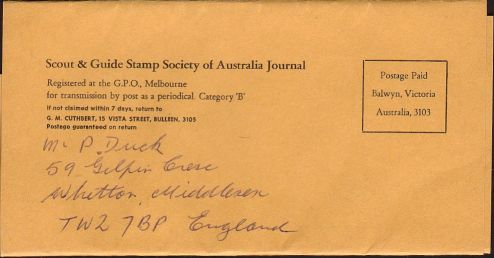 Scout & Guide Stamp Society of Australia Journal
Registered at the G.P.O., Melbourne
for transmission by post as a periodical. Category 'B'
If not claimed within 7 days, return to
G. M. CUTHBERT, 15 VISTA STREET, BULLEEN, 3105
Postage guaranteed on return
Postage Paid
Balwyn, Victoria
Australia, 3103
Mr P. Duck
59 Gilpin Cresc
Whitton, Middlesex
TW2 7BP England